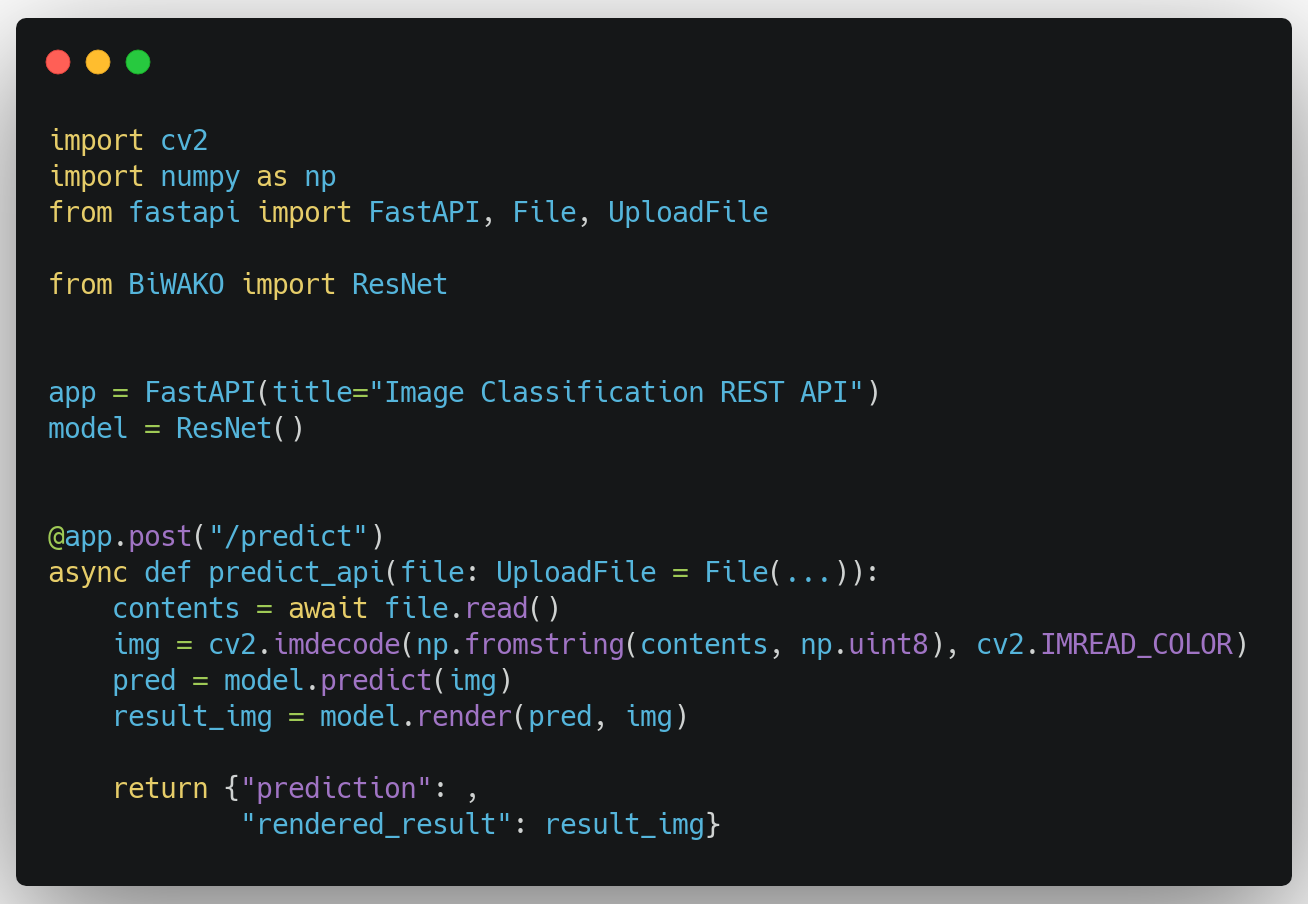 import cv2
import numpy as np
from fastapi import FastAPI, File, UploadFile

from BiWAKO import ResNet


app = FastAPI(title="Image Classification REST API")
model = ResNet()


@app.post("/predict")
async def predict_api(file: UploadFile = File(...)):
    contents = await file.read()
    img = cv2.imdecode(np.fromstring(contents, np.uint8), cv2.IMREAD_COLOR)
    pred = model.predict(img)
    result_img = model.render(pred, img)

    return {"prediction": ,
            "rendered_result": result_img}